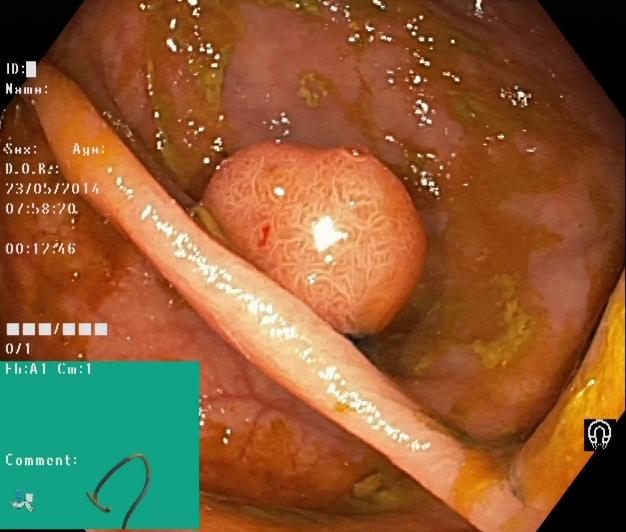 ID:
Name:
Sex: Age:
D.O.B.:
23/05/2014
07:58:20
00:12:46
■■■/■■■
0/1
Eh:A1 Cm:1
Comment: